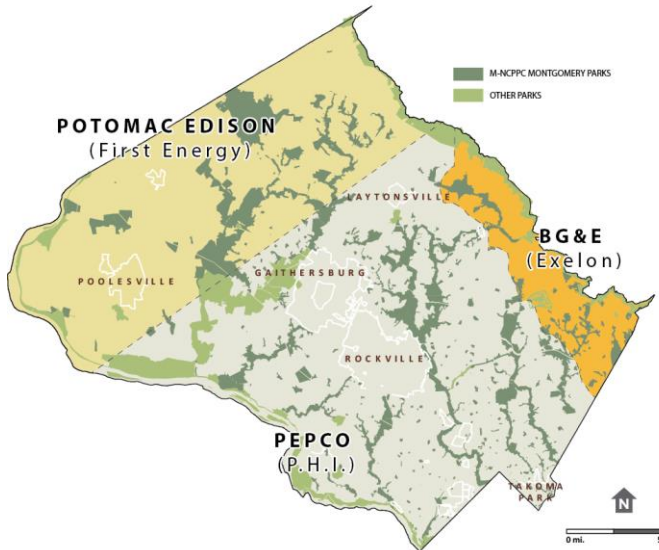 M-NCPPC MONTGOMERY PARKS
OTHER PARKS
POTOMAC EDISON
(First Energy)
LAYTONSVILLE
BG&E
(Exelon)
POOLESVILLE
GAITHERSBURG
ROCKVILLE
PEPCO
(P.H.I.)
TAKOMA
PARK
N
0 mi.